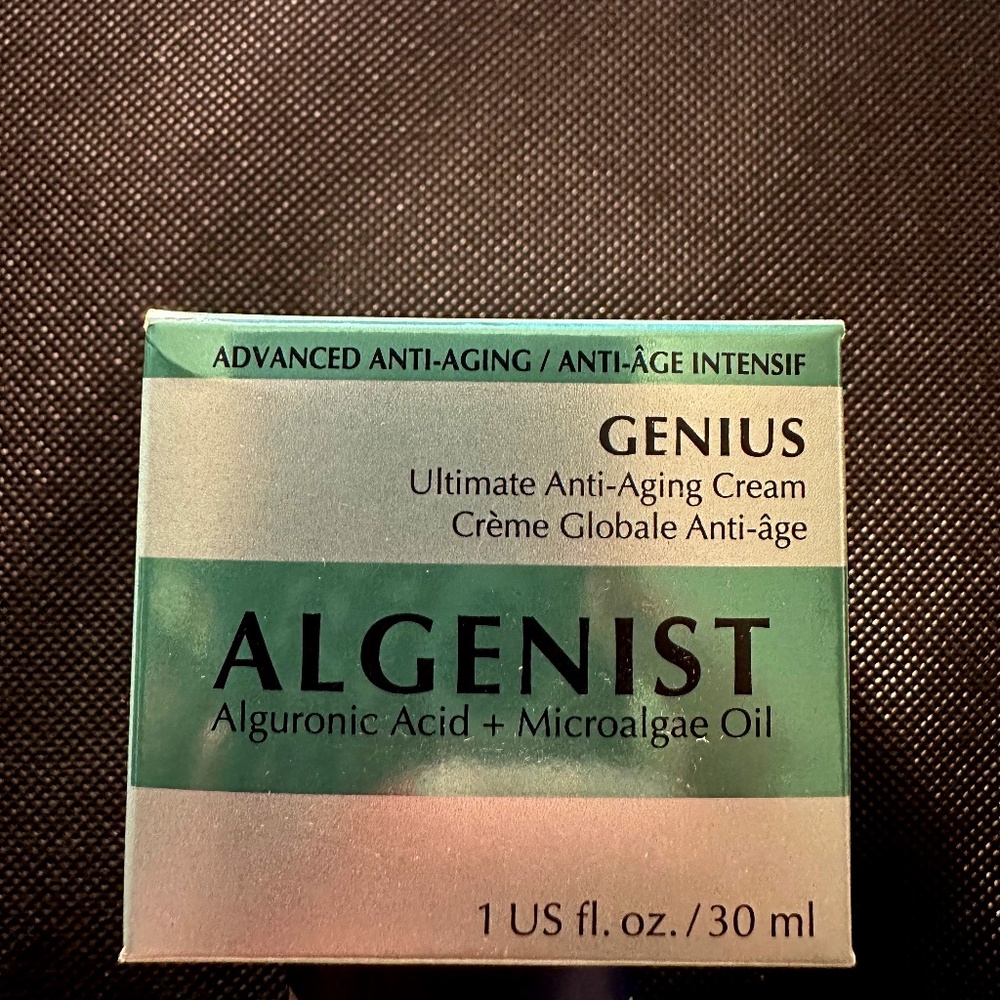 ADVANCED ANTI-AGING / ANTI-ÂGE INTENSIF
GENIUS
Ultimate Anti-Aging Cream
Crème Globale Anti-âge
ALGENIST
Alguronic Acid + Microalgae Oil
1 US fl. oz. / 30 ml